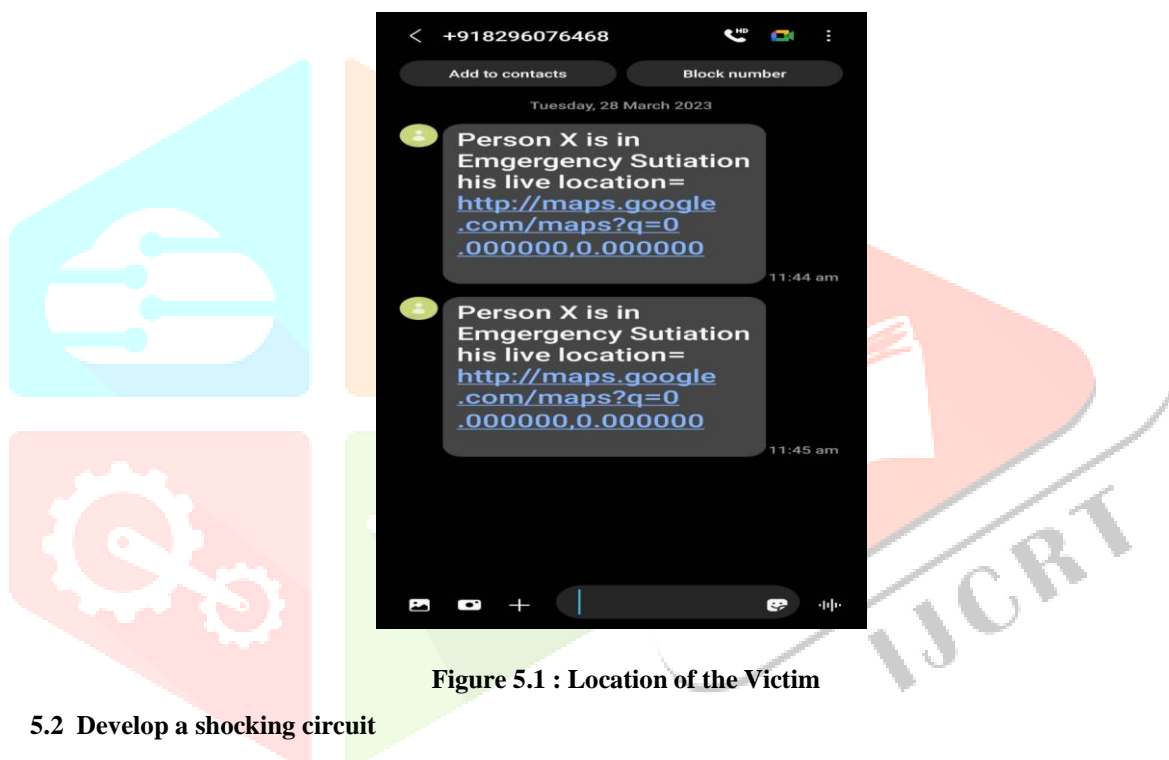 +918296076468
HD
Add to contacts
Block number
Tuesday, 28 March 2023
Person X is in
Emgergency Sutiation
his live location=
http://maps.google
.com/maps?q=0
.000000,0.000000
11:44 am
Person X is in
Emgergency Sutiation
his live location=
http://maps.google
.com/maps?q=0
.000000,0.000000
11:45 am
IJCRT
Figure 5.1 : Location of the Victim
5.2 Develop a shocking circuit